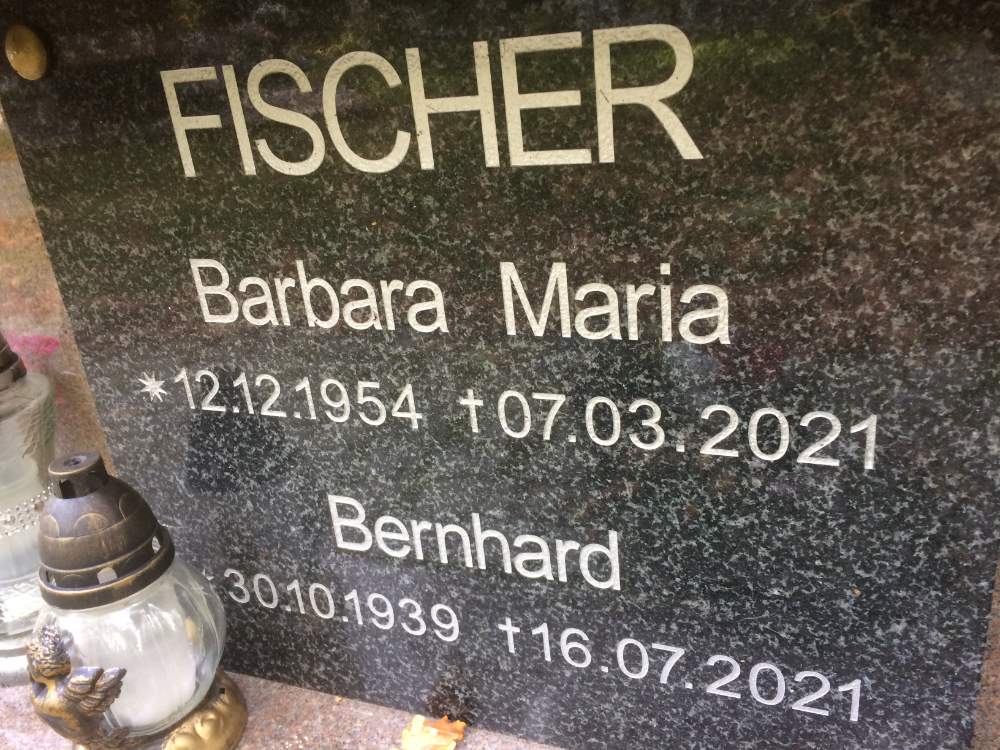 FISCHER
Barbara Maria
*12.12.1954 †07.03.2021
Bernhard
*30.10.1939 †16.07.2021